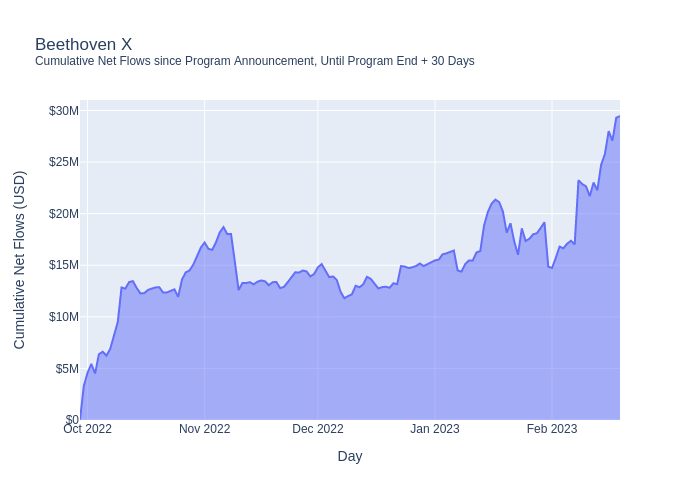 Beethoven X
Cumulative Net Flows since Program Announcement, Until Program End + 30 Days
Cumulative Net Flows (USD)
$30M
$25M
$20M
$15M
$10M
$5M
$0
Oct 2022 Nov 2022 Dec 2022 Jan 2023 Feb 2023
Day